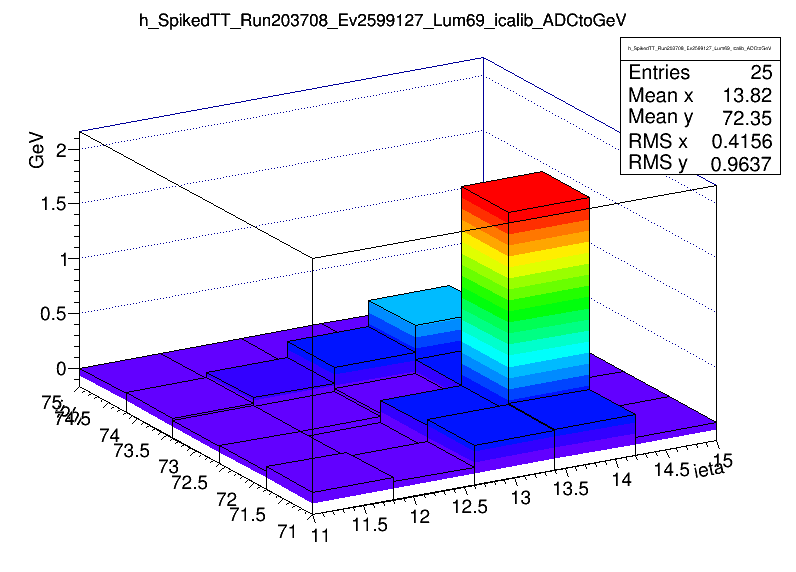 h_SpikedTT_Run203708_Ev2599127_Lum69_icalib_ADCtoGeV
h_SpikedTT_Run203708_Ev2599127_Lum69_icalib_ADCtoGeV
Entries 25
Mean x 13.82
Mean y 72.35
RMS x 0.4156
RMS y 0.9637
GeV
2
1.5
1
0.5
0
75
74.5
74
73.5
73
72.5
72
71.5
71
11
11.5
12
12.5
13
13.5
14
14.5
15
ieta